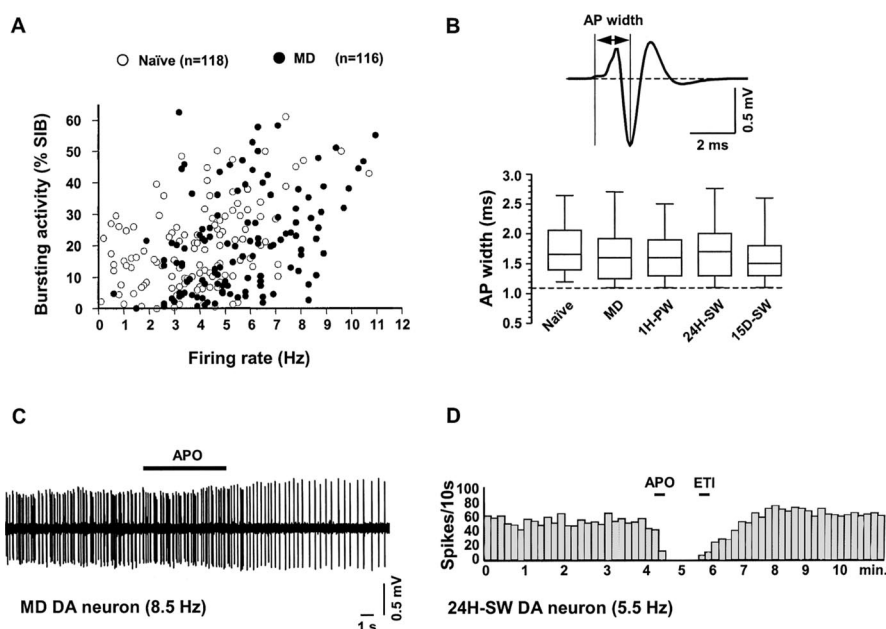 A
Naïve (n=118)
MD (n=116)
Bursting activity (% SIB)
60
50
40
30
20
10
0
0 1 2 3 4 5 6 7 8 9 10 11 12
Firing rate (Hz)
B
AP width
0.5 mV
2 ms
AP width (ms)
3.0
2.5
2.0
1.5
1.0
0.5
Naïve
MD
1H-PW
24H-SW
15D-SW
C
APO
0.5 mV
1 s
MD DA neuron (8.5 Hz)
D
APO ETI
Spikes/10s
100
80
60
40
20
0
0 1 2 3 4 5 6 7 8 9 10 min.
24H-SW DA neuron (5.5 Hz)